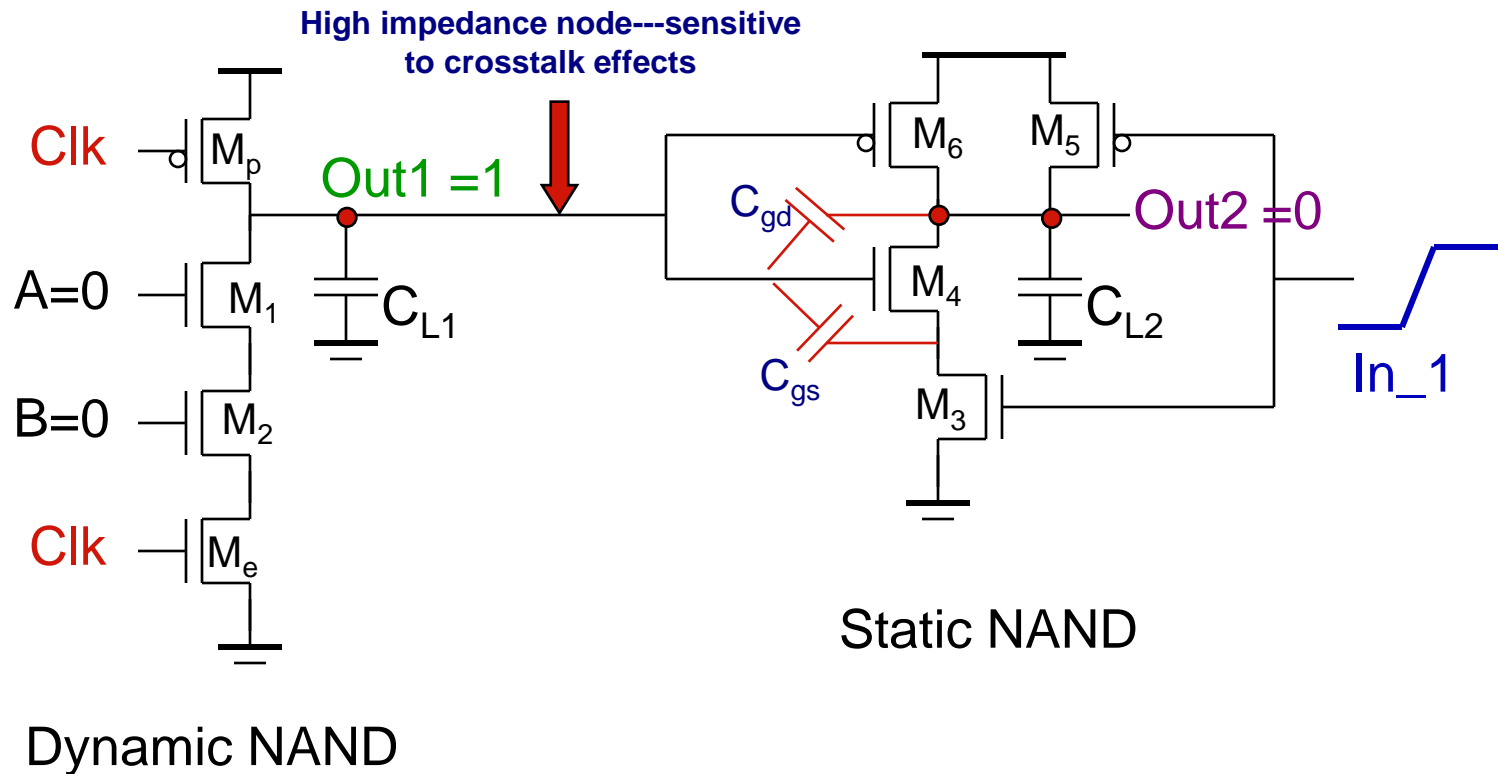 High impedance node---sensitive
to crosstalk effects
Clk
Mp
Out1 =1
A=0
M1
CL1
B=0
M2
Clk
Me
Dynamic NAND
M6
M5
Cgd
Out2 =0
M4
CL2
Cgs
M3
In_1
Static NAND